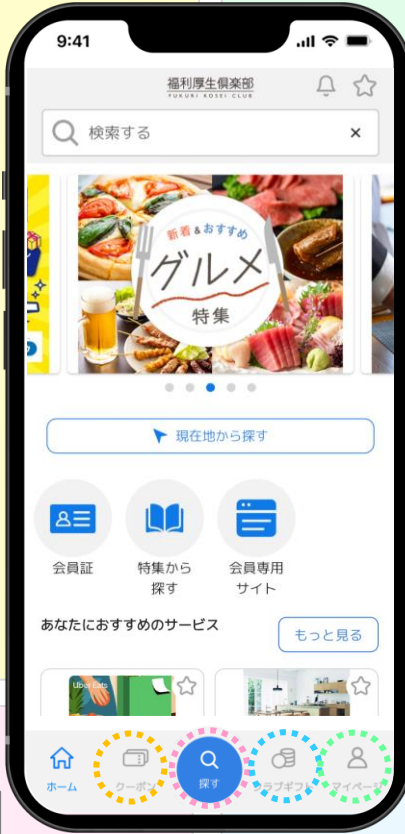 9:41
福利厚生倶楽部
FUKURI KOSEI CLUB
検索する
×
新着&おすすめ
グルメ
特集
現在地から探す
会員証
特集から
探す
会員専用
サイト
あなたにおすすめのサービス
もっと見る
Uber Eats
ホーム
クーポン
探す
クラブギフト
マイページ